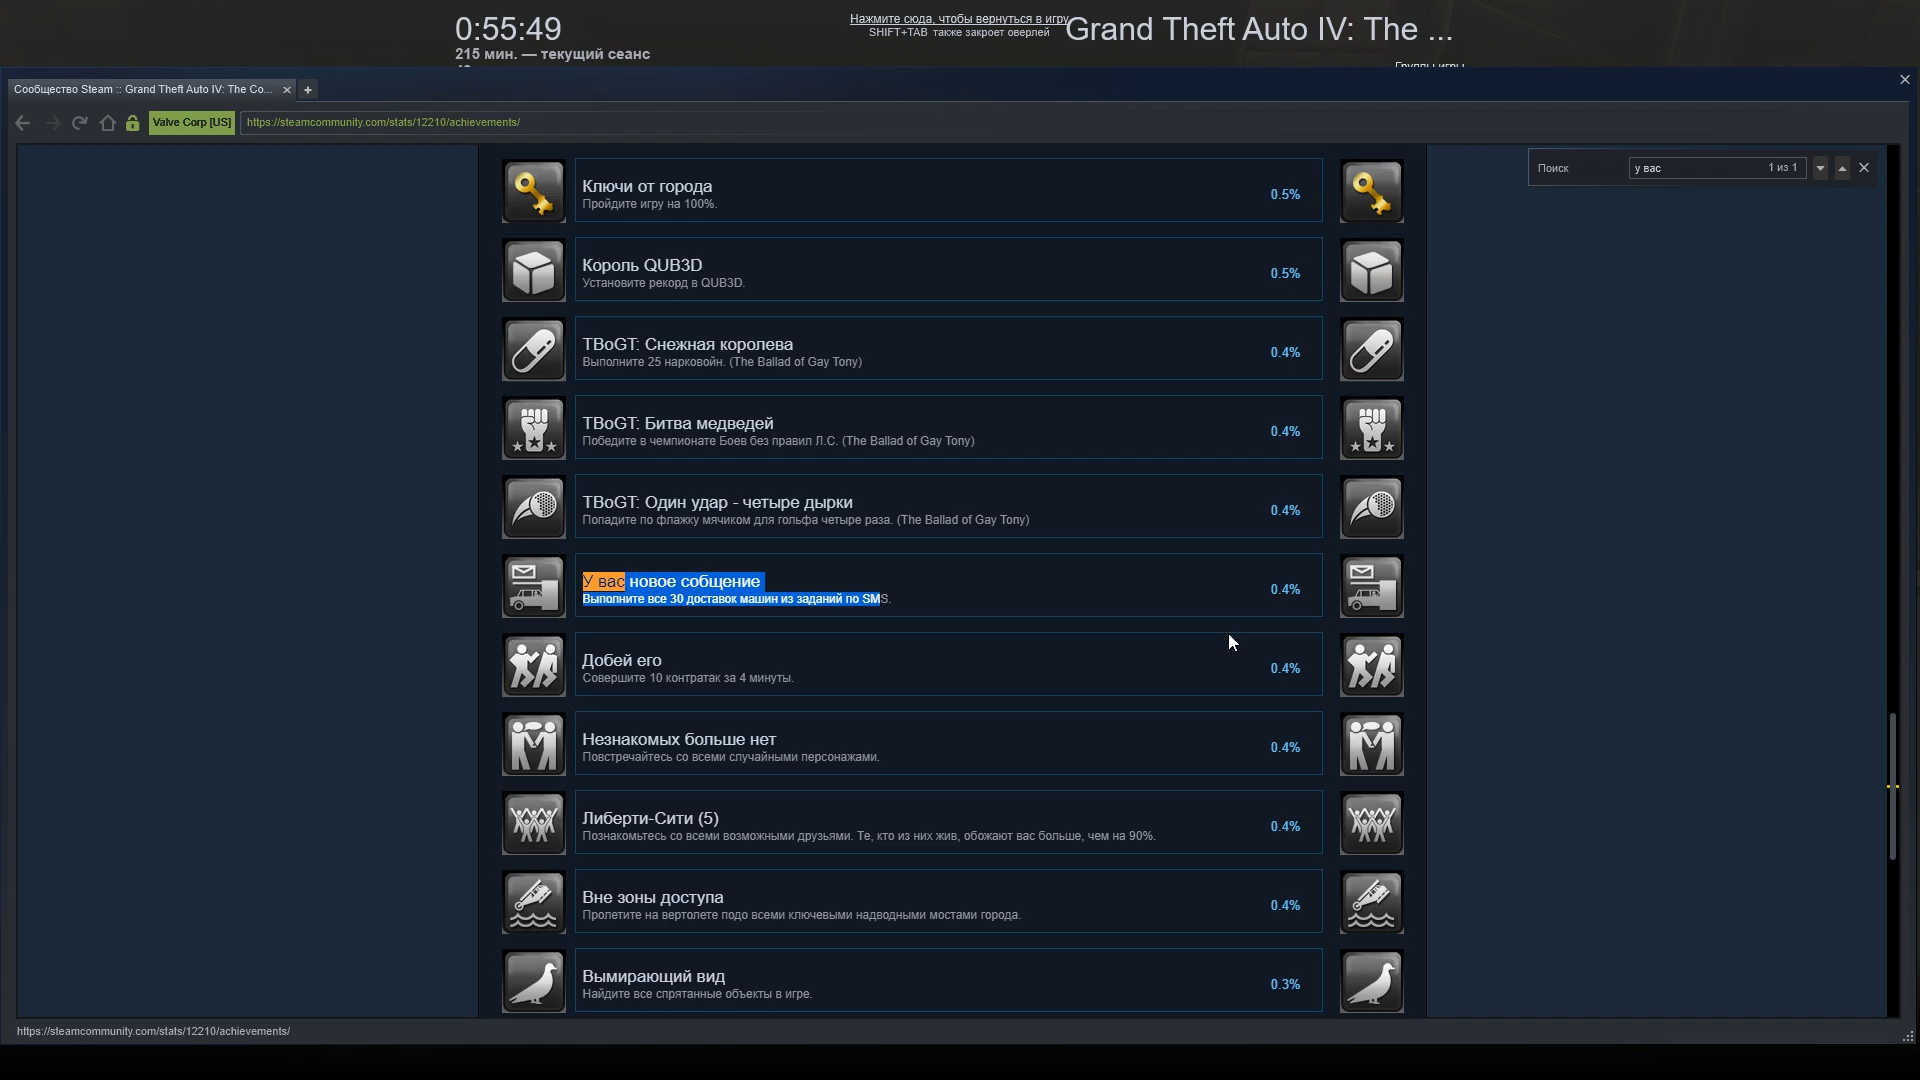 0:55:49
215 мин. — текущий сеанс
Нажмите сюда, чтобы вернуться в игру
SHIFT+TAB также закроет оверлей
Grand Theft Auto IV: The ...
Группы игры
Сообщество Steam :: Grand Theft Auto IV: The Co...
Valve Corp [US]
https://steamcommunity.com/stats/12210/achievements/
Поиск
у вас
1 из 1
Ключи от города
Пройдите игру на 100%.
0.5%
Король QUB3D
Установите рекорд в QUB3D.
0.5%
TBoGT: Снежная королева
Выполните 25 нарковойн. (The Ballad of Gay Tony)
0.4%
TBoGT: Битва медведей
Победите в чемпионате Боев без правил Л.С. (The Ballad of Gay Tony)
0.4%
TBoGT: Один удар - четыре дырки
Попадите по флажку мячиком для гольфа четыре раза. (The Ballad of Gay Tony)
0.4%
У вас новое собщение
Выполните все 30 доставок машин из заданий по SMS.
0.4%
Добей его
Совершите 10 контратак за 4 минуты.
0.4%
Незнакомых больше нет
Повстречайтесь со всеми случайными персонажами.
0.4%
Либерти-Сити (5)
Познакомьтесь со всеми возможными друзьями. Те, кто из них жив, обожают вас больше, чем на 90%.
0.4%
Вне зоны доступа
Пролетите на вертолете подо всеми ключевыми надводными мостами города.
0.4%
Вымирающий вид
Найдите все спрятанные объекты в игре.
0.3%
https://steamcommunity.com/stats/12210/achievements/